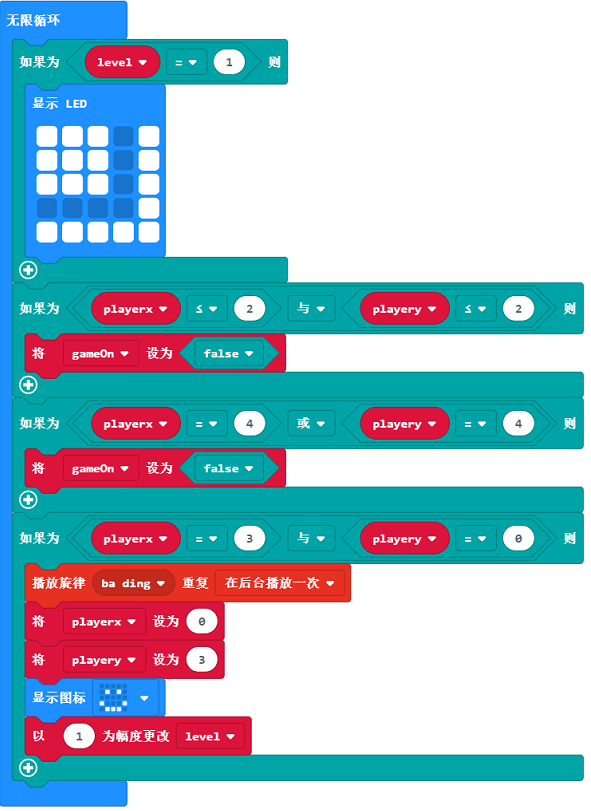 无限循环
如果为 level = 1 则
显示 LED
如果为 playerx ≤ 2 与 playery ≤ 2 则
将 gameOn 设为 false
如果为 playerx = 4 或 playery = 4 则
将 gameOn 设为 false
如果为 playerx = 3 与 playery = 0 则
播放旋律 ba ding 重复 在后台播放一次
将 playerx 设为 0
将 playery 设为 3
显示图标
以 1 为幅度更改 level